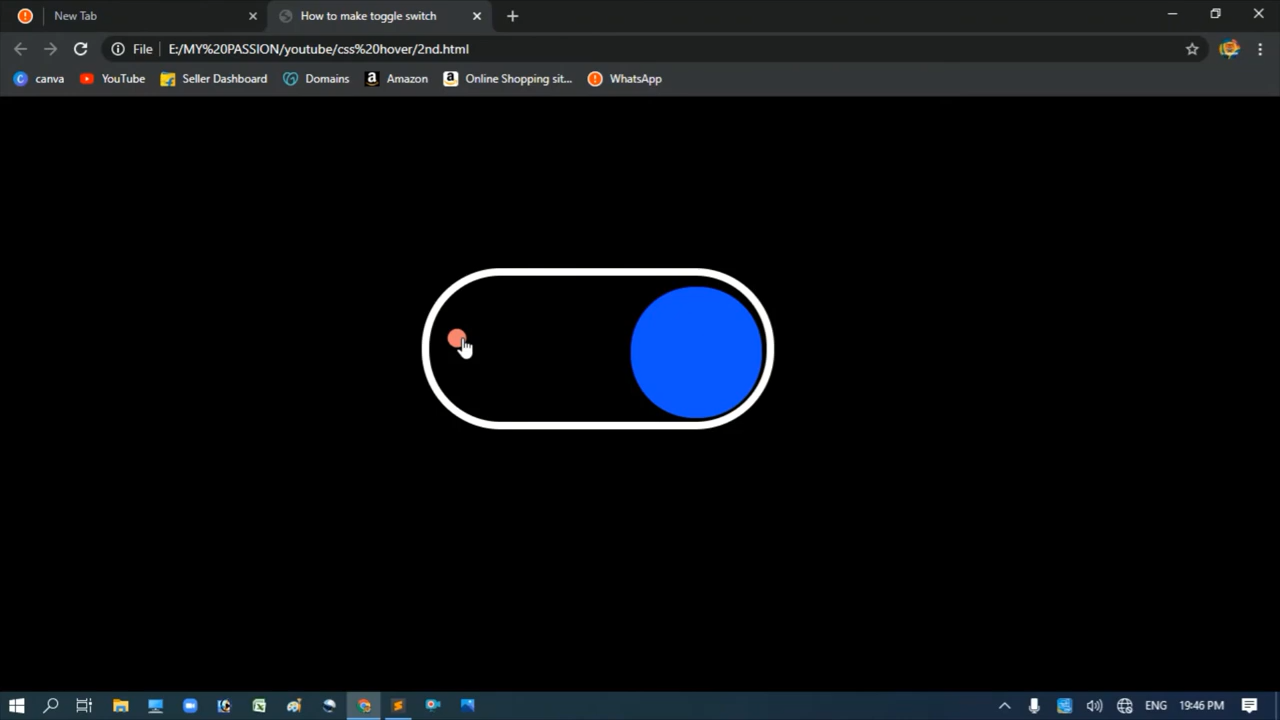 New Tab
How to make toggle switch
File
E:/MY%20PASSION/youtube/css%20hover/2nd.html
canva
YouTube
Seller Dashboard
Domains
Amazon
Online Shopping sit...
WhatsApp
ENG
19:46 PM